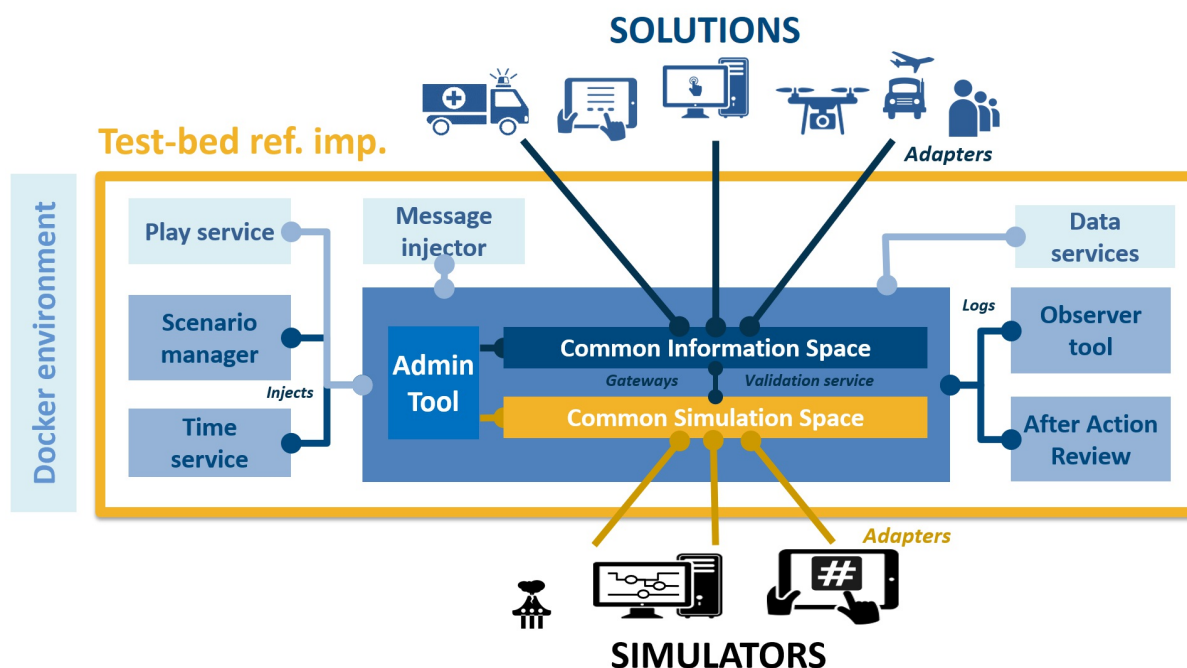 SOLUTIONS
Test-bed ref. imp.
Adapters
Docker environment
Play service
Message
injector
Data
services
Scenario
manager
Injects
Time
service
Admin
Tool
Common Information Space
Gateways
Validation service
Common Simulation Space
Logs
Observer
tool
After Action
Review
Adapters
#
SIMULATORS